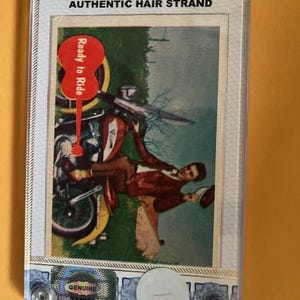 AUTHENTIC HAIR STRAND
Ready to Ride
GENUINE